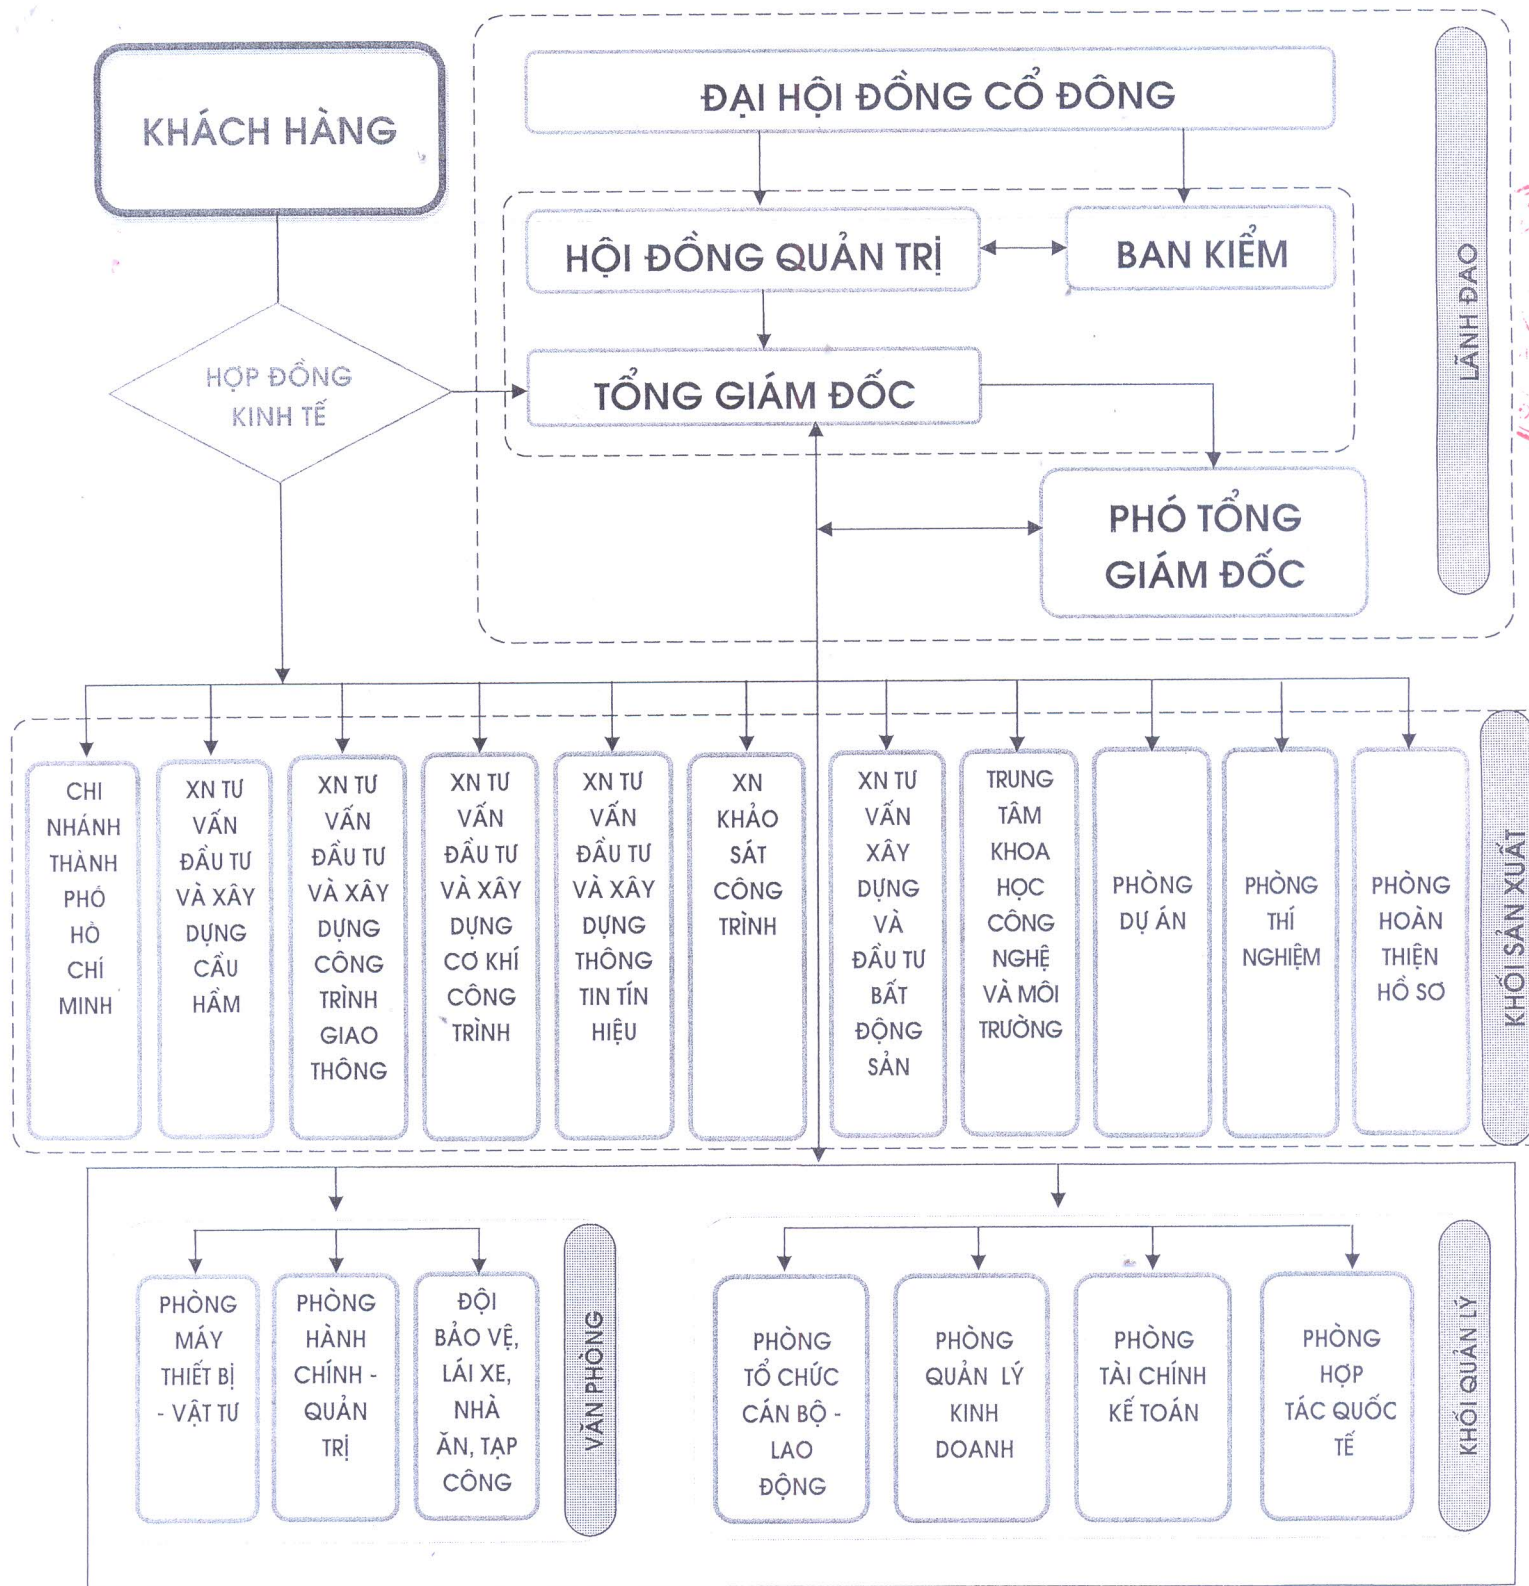 KHÁCH HÀNG
ĐẠI HỘI ĐỒNG CỔ ĐÔNG
HỘI ĐỒNG QUẢN TRỊ
BAN KIỂM
HỢP ĐỒNG
KINH TẾ
TỔNG GIÁM ĐỐC
PHÓ TỔNG
GIÁM ĐỐC
LÃNH ĐẠO
CHI
NHÁNH
THÀNH
PHỐ
HỒ
CHÍ
MINH
XN TƯ
VẤN
ĐẦU TƯ
VÀ XÂY
DỰNG
CẦU
HẦM
XN TƯ
VẤN
ĐẦU TƯ
VÀ XÂY
DỰNG
CÔNG
TRÌNH
GIAO
THÔNG
XN TƯ
VẤN
ĐẦU TƯ
VÀ XÂY
DỰNG
CƠ KHÍ
CÔNG
TRÌNH
XN TƯ
VẤN
ĐẦU TƯ
VÀ XÂY
DỰNG
THÔNG
TIN TÍN
HIỆU
XN
KHẢO
SÁT
CÔNG
TRÌNH
XN TƯ
VẤN
XÂY
DỰNG
VÀ
ĐẦU TƯ
BẤT
ĐỘNG
SẢN
TRUNG
TÂM
KHOA
HỌC
CÔNG
NGHỆ
VÀ MÔI
TRƯỜNG
PHÒNG
DỰ ÁN
PHÒNG
THÍ
NGHIỆM
PHÒNG
HOÀN
THIỆN
HỒ SƠ
KHỐI SẢN XUẤT
PHÒNG
MÁY
THIẾT BỊ
- VẬT TƯ
PHÒNG
HÀNH
CHÍNH -
QUẢN
TRỊ
ĐỘI
BẢO VỆ,
LÁI XE,
NHÀ
ĂN, TẠP
CÔNG
VĂN PHÒNG
PHÒNG
TỔ CHỨC
CÁN BỘ -
LAO
ĐỘNG
PHÒNG
QUẢN LÝ
KINH
DOANH
PHÒNG
TÀI CHÍNH
KẾ TOÁN
PHÒNG
HỢP
TÁC QUỐC
TẾ
KHỐI QUẢN LÝ